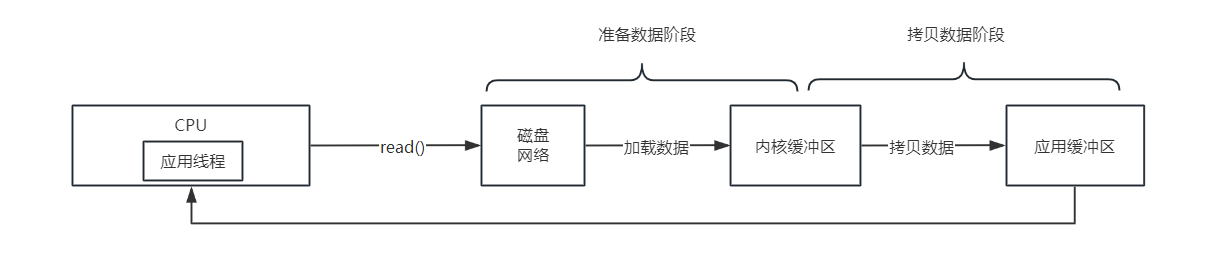 准备数据阶段
拷贝数据阶段
CPU
应用线程
read()
磁盘
网络
加载数据
内核缓冲区
拷贝数据
应用缓冲区